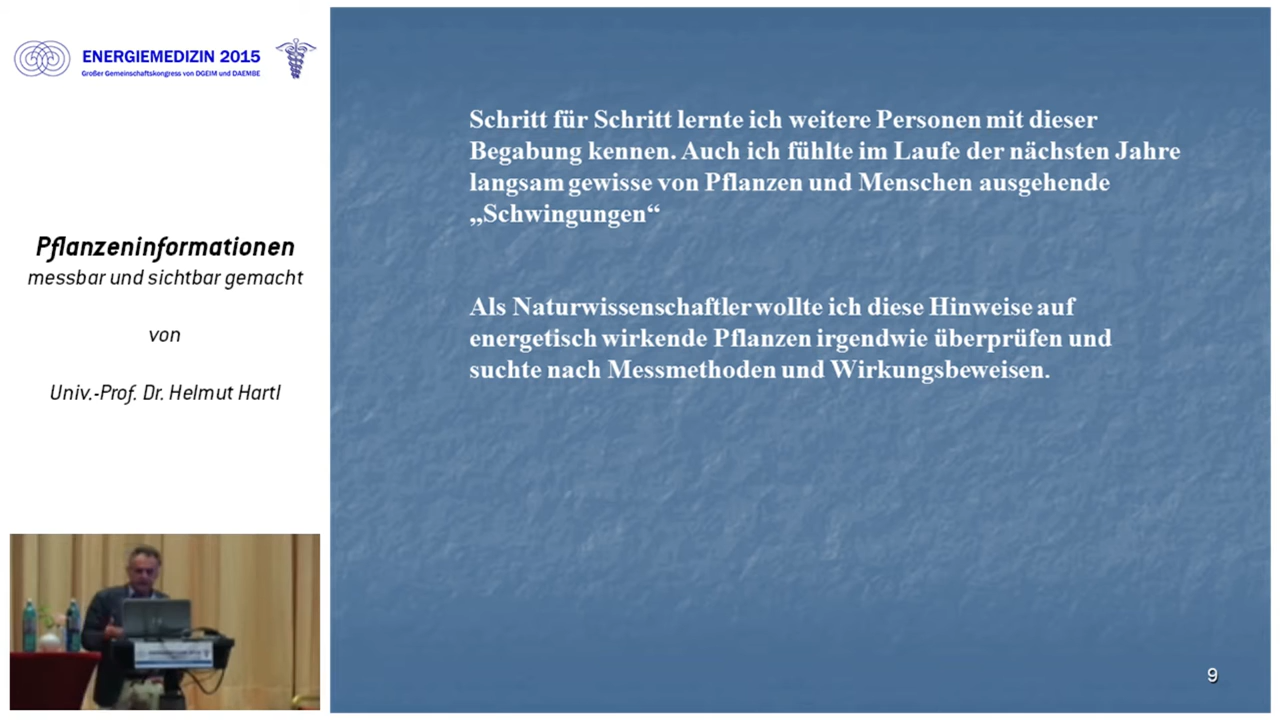 ENERGIEMEDIZIN 2015
Großer Gemeinschaftskongress von DGEIM und DAEMBE
Pflanzeninformationen
messbar und sichtbar gemacht
von
Univ.-Prof. Dr. Helmut Hartl
Schritt für Schritt lernte ich weitere Personen mit dieser
Begabung kennen. Auch ich fühlte im Laufe der nächsten Jahre
langsam gewisse von Pflanzen und Menschen ausgehende
„Schwingungen“
Als Naturwissenschaftler wollte ich diese Hinweise auf
energetisch wirkende Pflanzen irgendwie überprüfen und
suchte nach Messmethoden und Wirkungsbeweisen.
9